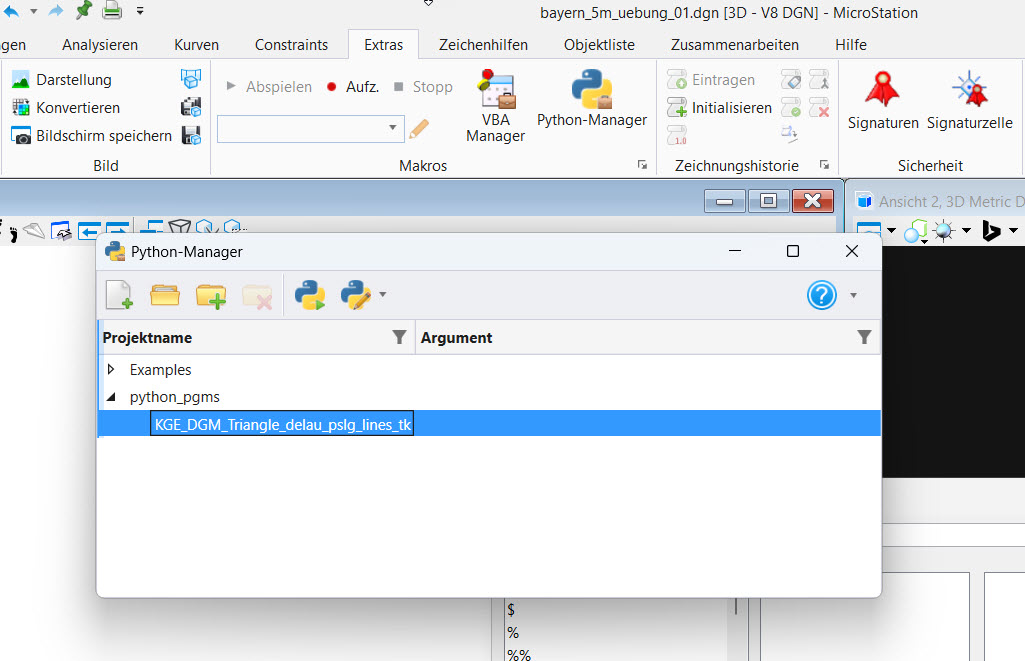 bayern_5m_uebung_01.dgn [3D - V8 DGN] - MicroStation
gen Analysieren Kurven Constraints Extras Zeichenhilfen Objektliste Zusammenarbeiten Hilfe
Darstellung
Konvertieren
Bildschirm speichern
Bild
Abspielen Aufz. Stopp
VBA
Manager
Python-Manager
Makros
Eintragen
Initialisieren
1.0
Zeichnungshistorie
Signaturen Signaturzelle
Sicherheit
Ansicht 2, 3D Metric D
Python-Manager
?
Projektname Argument
Examples
python_pgms
KGE_DGM_Triangle_delau_pslg_lines_tk
$
%
%%